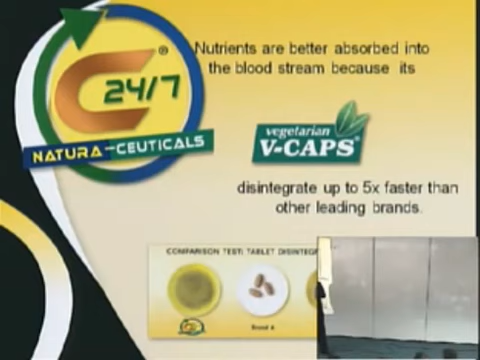 24/7
®
NATURA-CEUTICALS
Nutrients are better absorbed into
the blood stream because its
vegetarian
V-CAPS®
disintegrate up to 5x faster than
other leading brands.
COMPARISON TEST: TABLET
Brand A